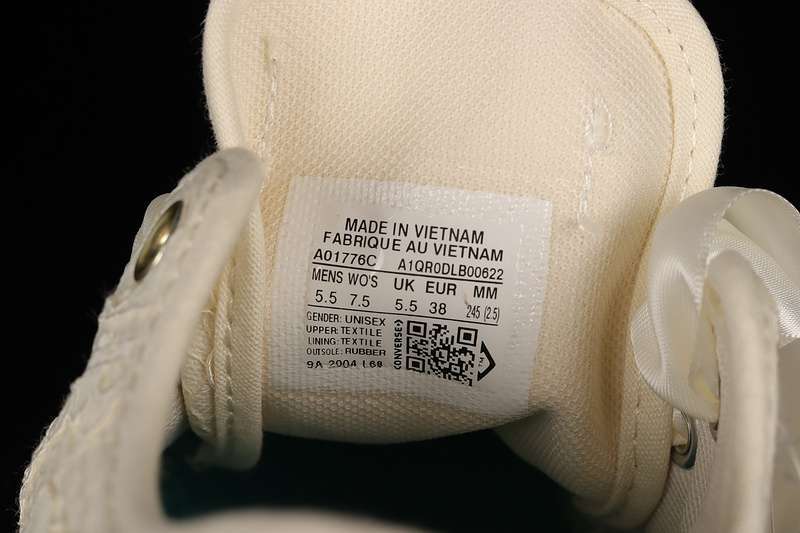 MADE IN VIETNAM
FABRIQUE AU VIETNAM
A01776C A1QR0DLB00622
MENS WO'S UK EUR MM
5.5 7.5 5.5 38 245 (2.5)
GENDER: UNISEX
UPPER: TEXTILE
LINING: TEXTILE
OUTSOLE: RUBBER
9A 2004 L68
CONVERSE